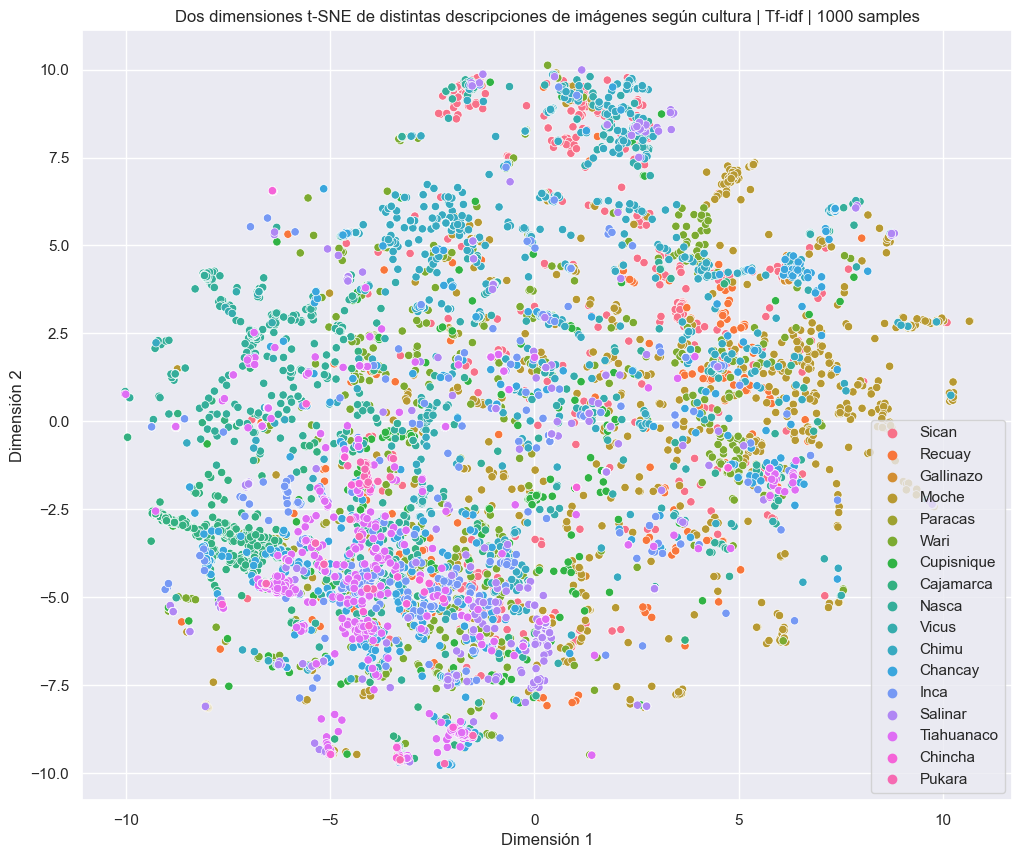 Dos dimensiones t-SNE de distintas descripciones de imágenes según cultura | Tf-idf | 1000 samples
10.0
7.5
5.0
2.5
0.0
−2.5
−5.0
−7.5
−10.0
Dimensión 2
Sican
Recuay
Gallinazo
Moche
Paracas
Wari
Cupisnique
Cajamarca
Nasca
Vicus
Chimu
Chancay
Inca
Salinar
Tiahuanaco
Chincha
Pukara
−10 −5 0 5 10
Dimensión 1